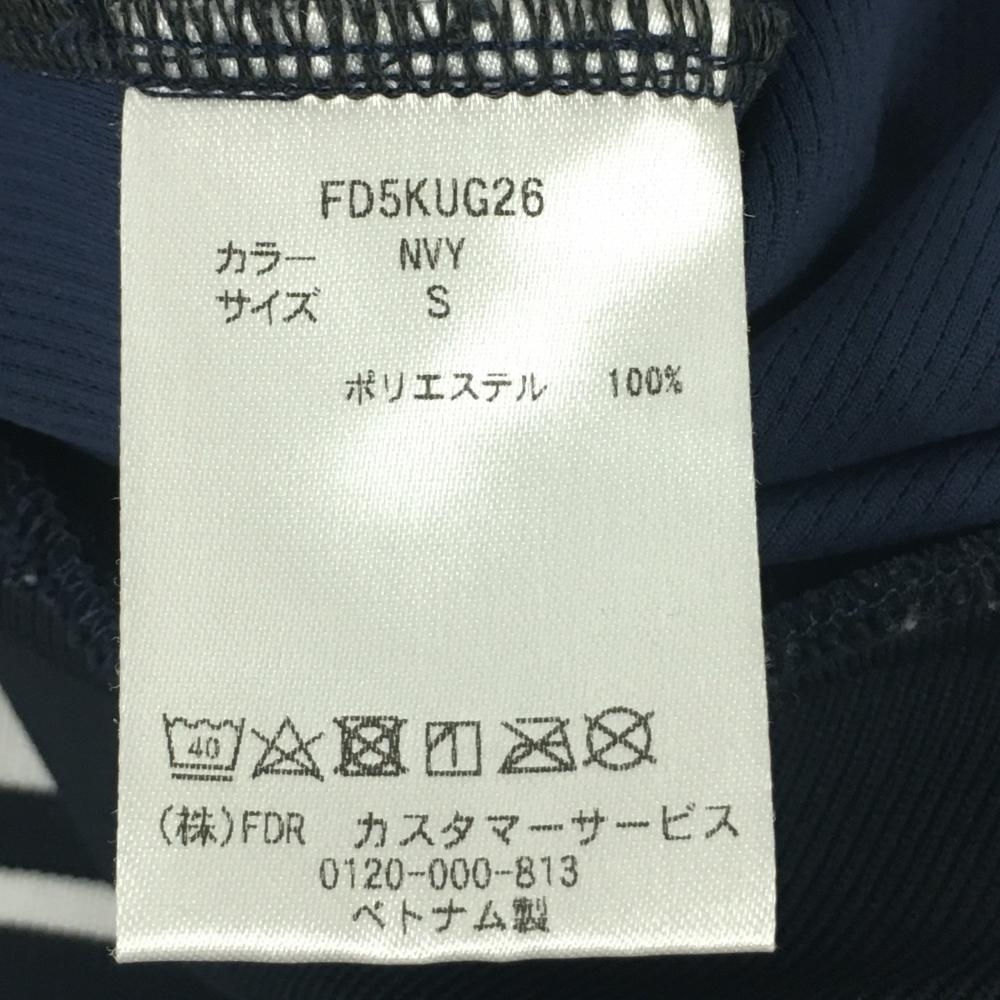 FD5KUG26
カラー NVY
サイズ S
ポリエステル 100%
40
(株)FDR カスタマーサービス
0120-000-813
ベトナム製